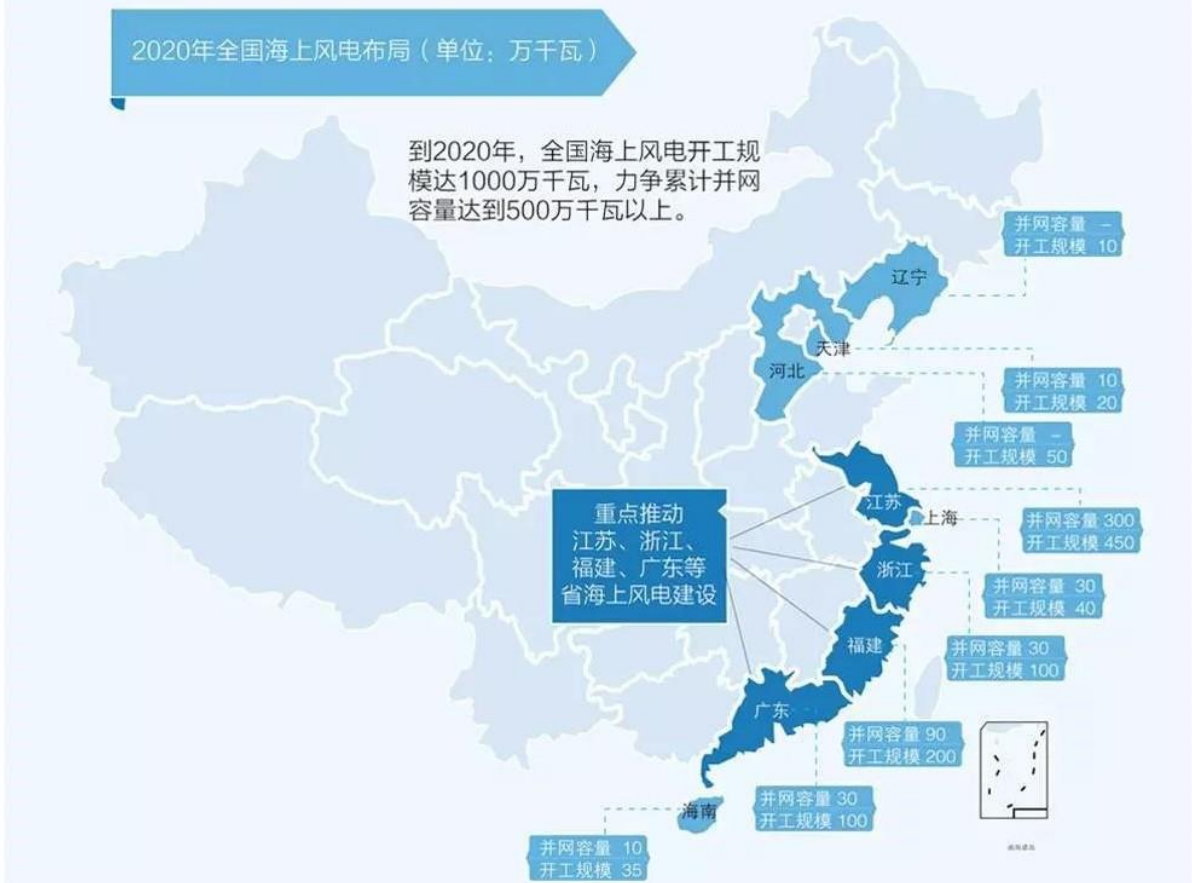 2020年全国海上风电布局（单位：万千瓦）
到2020年，全国海上风电开工规
模达1000万千瓦，力争累计并网
容量达到500万千瓦以上。
并网容量 –
开工规模 10
辽宁
天津
河北
并网容量 10
开工规模 20
并网容量 –
开工规模 50
重点推动
江苏、浙江、
福建、广东等
省海上风电建设
江苏
上海
并网容量 300
开工规模 450
浙江
并网容量 30
开工规模 40
福建
并网容量 30
开工规模 100
广东
并网容量 90
开工规模 200
海南
并网容量 30
开工规模 100
并网容量 10
开工规模 35
南海诸岛